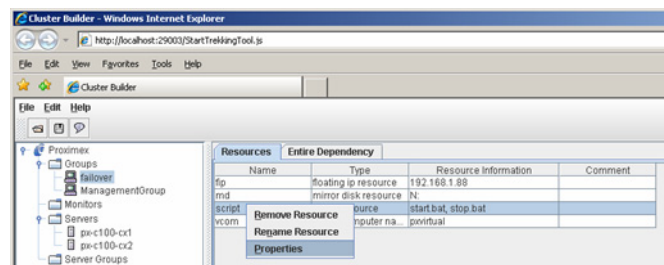 Cluster Builder - Windows Internet Explorer
http://localhost:29003/StartTrekkingTool.js
File Edit View Favorites Tools Help
Cluster Builder
File Edit Help
Proximex
Groups
failover
ManagementGroup
Monitors
Servers
px-c100-cx1
px-c100-cx2
Server Groups
Resources Entire Dependency
Name Type Resource Information Comment
fip floating ip resource 192.168.1.88
md mirror disk resource N:
script ource start.bat, stop.bat
vcom mputer na... pxvirtual
Remove Resource
Rename Resource
Properties